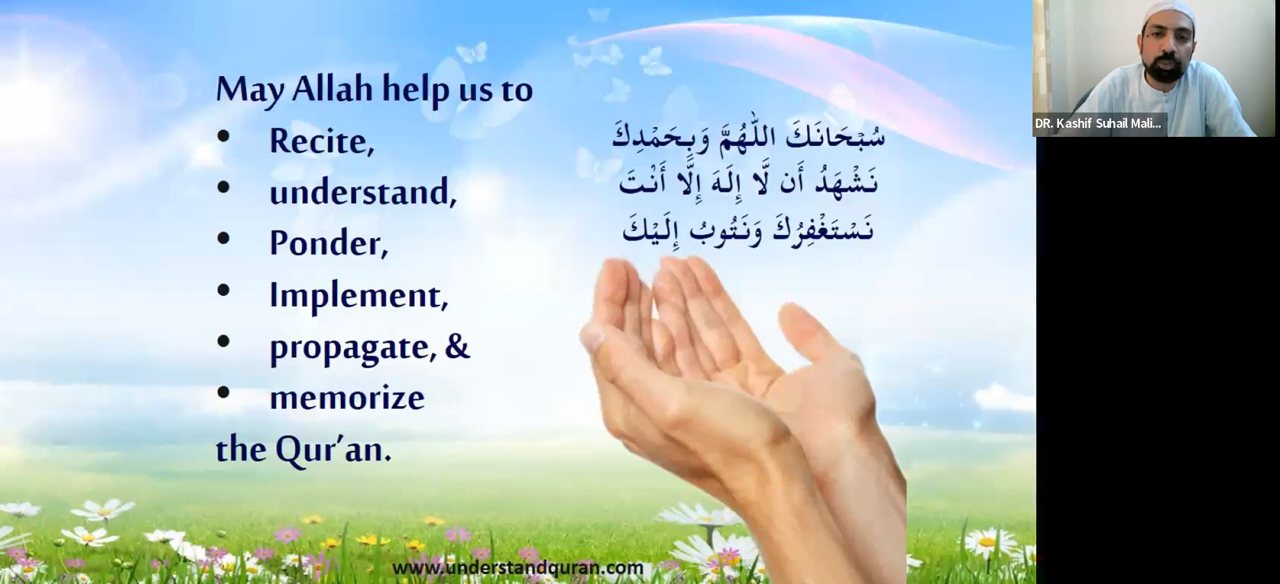 May Allah help us to
• Recite,
• understand,
• Ponder,
• Implement,
• propagate, &
• memorize
the Qur’an.
سُبْحَانَكَ اللّٰهُمَّ وَبِحَمْدِكَ
نَشْهَدُ أَن لَّا إِلَهَ إِلَّا أَنْتَ
نَسْتَغْفِرُكَ وَنَتُوبُ إِلَيْكَ
www.understandquran.com
DR. Kashif Suhail Mali...